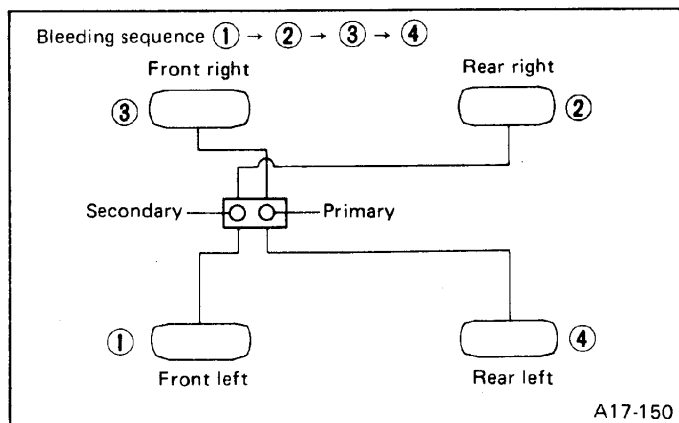 Bleeding sequence ① → ② → ③ → ④
Front right
Rear right
③
②
Secondary
Primary
①
④
Front left
Rear left
A17-150